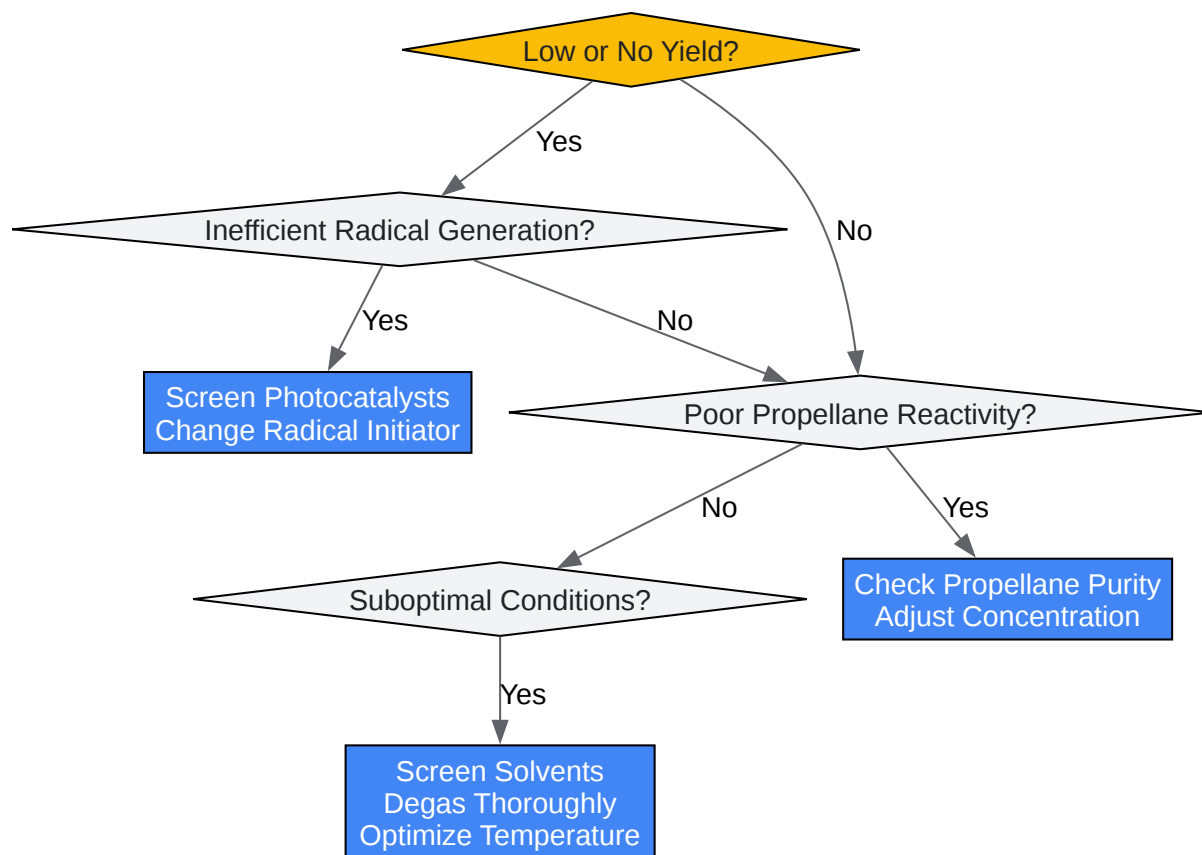 Low or No Yield?
Yes
Inefficient Radical Generation?
No
Yes
No
Screen Photocatalysts
Change Radical Initiator
Poor Propellane Reactivity?
No
Yes
Suboptimal Conditions?
Check Propellane Purity
Adjust Concentration
Yes
Screen Solvents
Degas Thoroughly
Optimize Temperature